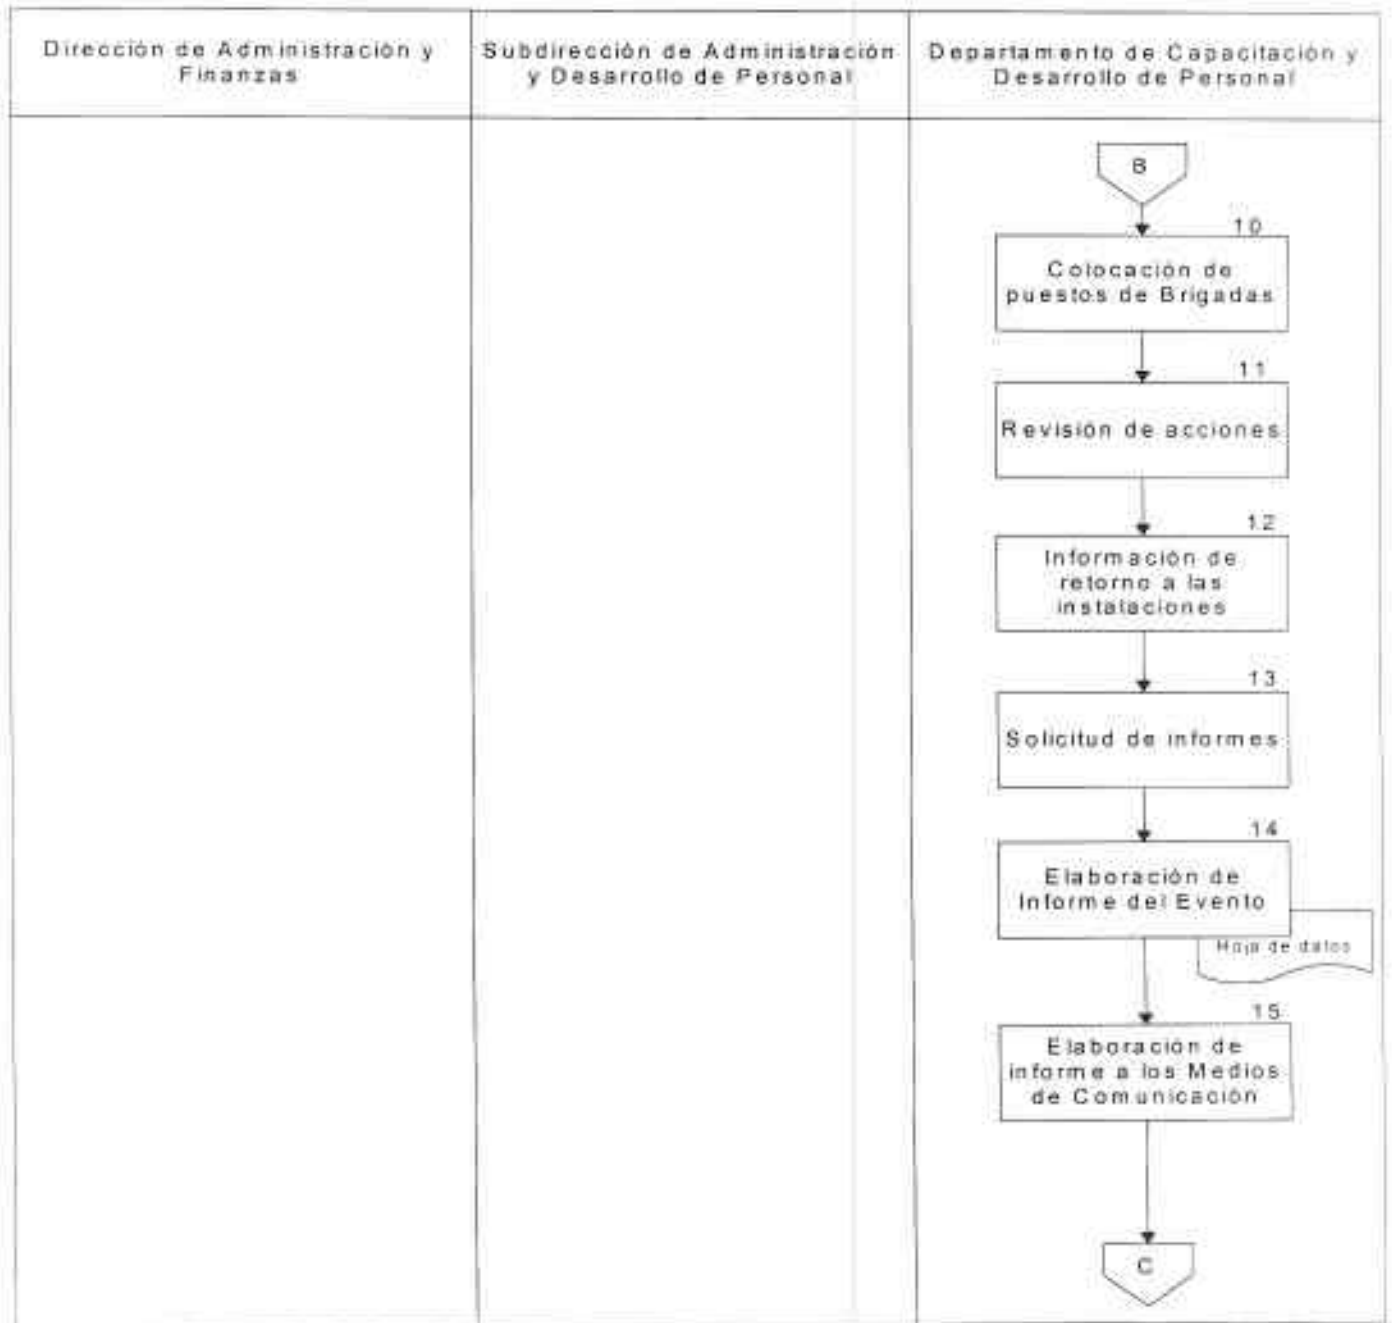 Dirección de Administración y
Finanzas
Subdirección de Administración
y Desarrollo de Personal
Departamento de Capacitación y
Desarrollo de Personal
B
10
Colocación de
puestos de Brigadas
11
Revisión de acciones
12
Información de
retorno a las
instalaciones
13
Solicitud de informes
14
Elaboración de
Informe del Evento
Hoja de datos
15
Elaboración de
informe a los Medios
de Comunicación
C